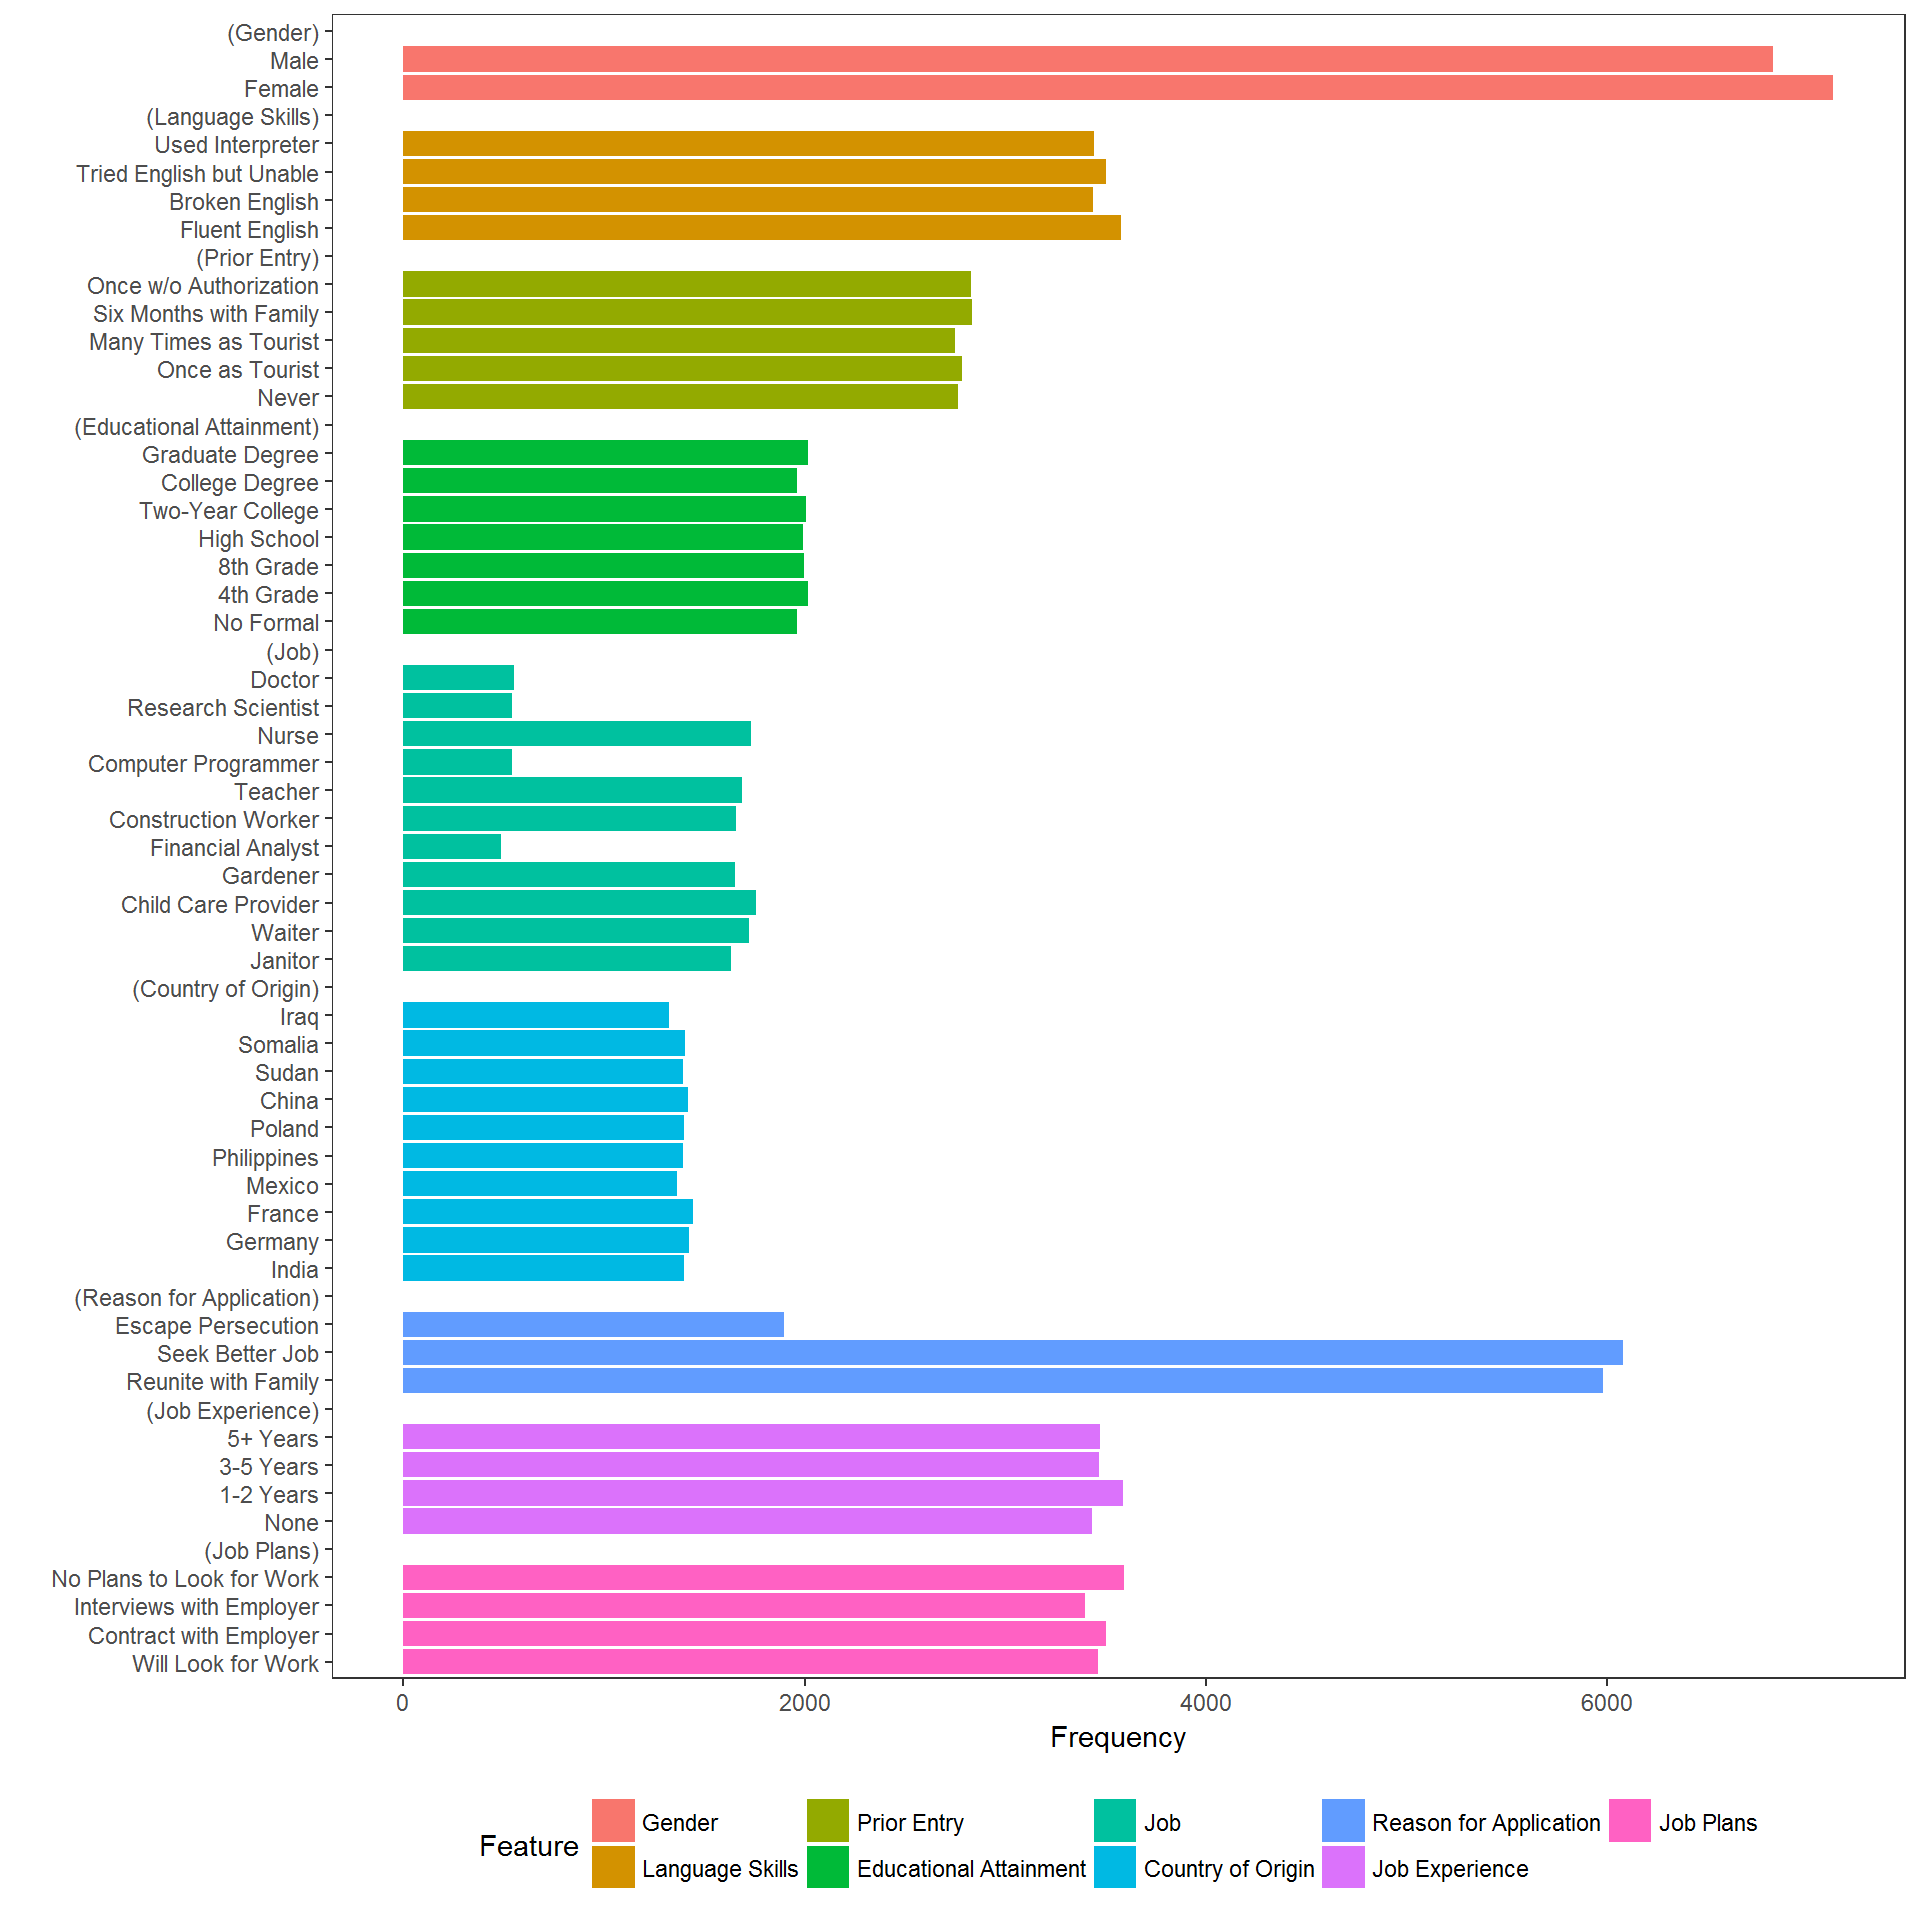 (Gender)
Male
Female
(Language Skills)
Used Interpreter
Tried English but Unable
Broken English
Fluent English
(Prior Entry)
Once w/o Authorization
Six Months with Family
Many Times as Tourist
Once as Tourist
Never
(Educational Attainment)
Graduate Degree
College Degree
Two-Year College
High School
8th Grade
4th Grade
No Formal
(Job)
Doctor
Research Scientist
Nurse
Computer Programmer
Teacher
Construction Worker
Financial Analyst
Gardener
Child Care Provider
Waiter
Janitor
(Country of Origin)
Iraq
Somalia
Sudan
China
Poland
Philippines
Mexico
France
Germany
India
(Reason for Application)
Escape Persecution
Seek Better Job
Reunite with Family
(Job Experience)
5+ Years
3-5 Years
1-2 Years
None
(Job Plans)
No Plans to Look for Work
Interviews with Employer
Contract with Employer
Will Look for Work
0 2000 4000 6000
Frequency
Feature
Gender Prior Entry Job Reason for Application Job Plans
Language Skills Educational Attainment Country of Origin Job Experience